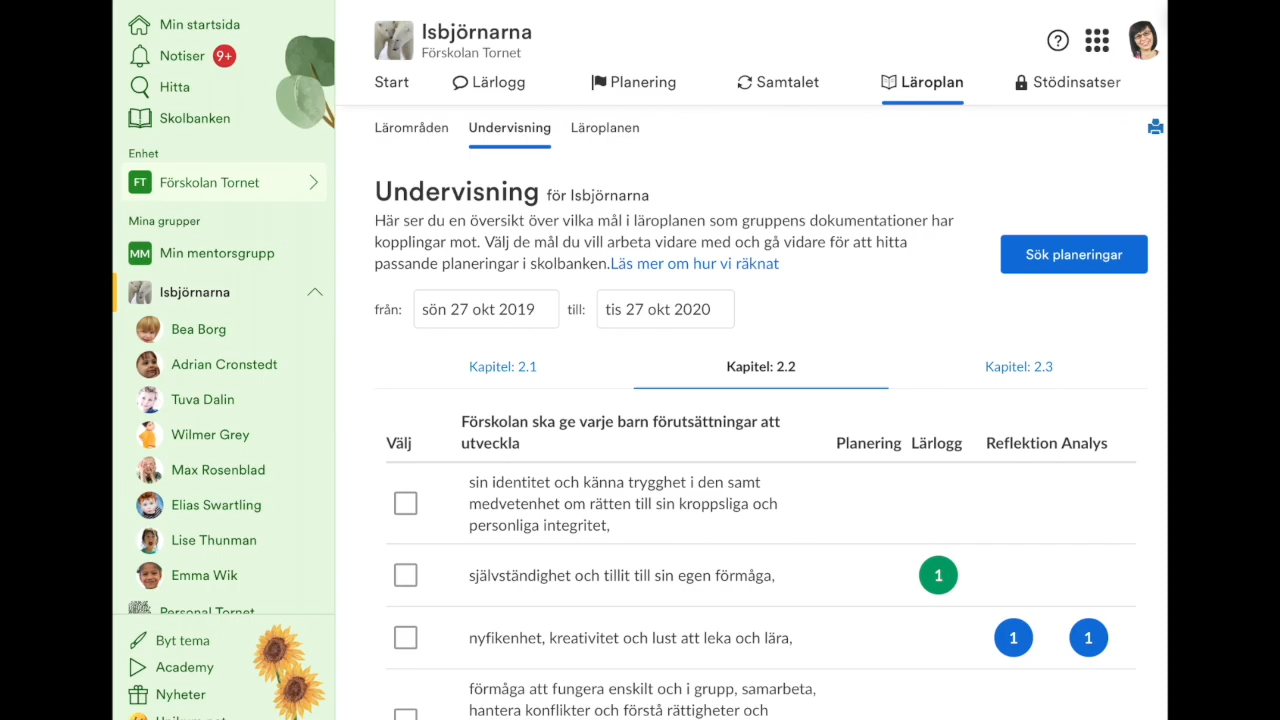 Min startsida
Notiser 9+
Hitta
Skolbanken
Enhet
FT Förskolan Tornet
Mina grupper
MM Min mentorsgrupp
Isbjörnarna
Bea Borg
Adrian Cronstedt
Tuva Dalin
Wilmer Grey
Max Rosenblad
Elias Swartling
Lise Thunman
Emma Wik
Personal Tornet
Byt tema
Academy
Nyheter
Isbjörnarna
Förskolan Tornet
Start Lärlogg Planering Samtalet Läroplan Stödinsatser
Lärområden Undervisning Läroplanen
Undervisning för Isbjörnarna
Här ser du en översikt över vilka mål i läroplanen som gruppens dokumentationer har
kopplingar mot. Välj de mål du vill arbeta vidare med och gå vidare för att hitta
passande planeringar i skolbanken.Läs mer om hur vi räknat
Sök planeringar
från: sön 27 okt 2019 till: tis 27 okt 2020
Kapitel: 2.1 Kapitel: 2.2 Kapitel: 2.3
Förskolan ska ge varje barn förutsättningar att
Välj utveckla Planering Lärlogg Reflektion Analys
sin identitet och känna trygghet i den samt
medvetenhet om rätten till sin kroppsliga och
personliga integritet,
självständighet och tillit till sin egen förmåga, 1
nyfikenhet, kreativitet och lust att leka och lära, 1 1
förmåga att fungera enskilt och i grupp, samarbeta,
hantera konflikter och förstå rättigheter och